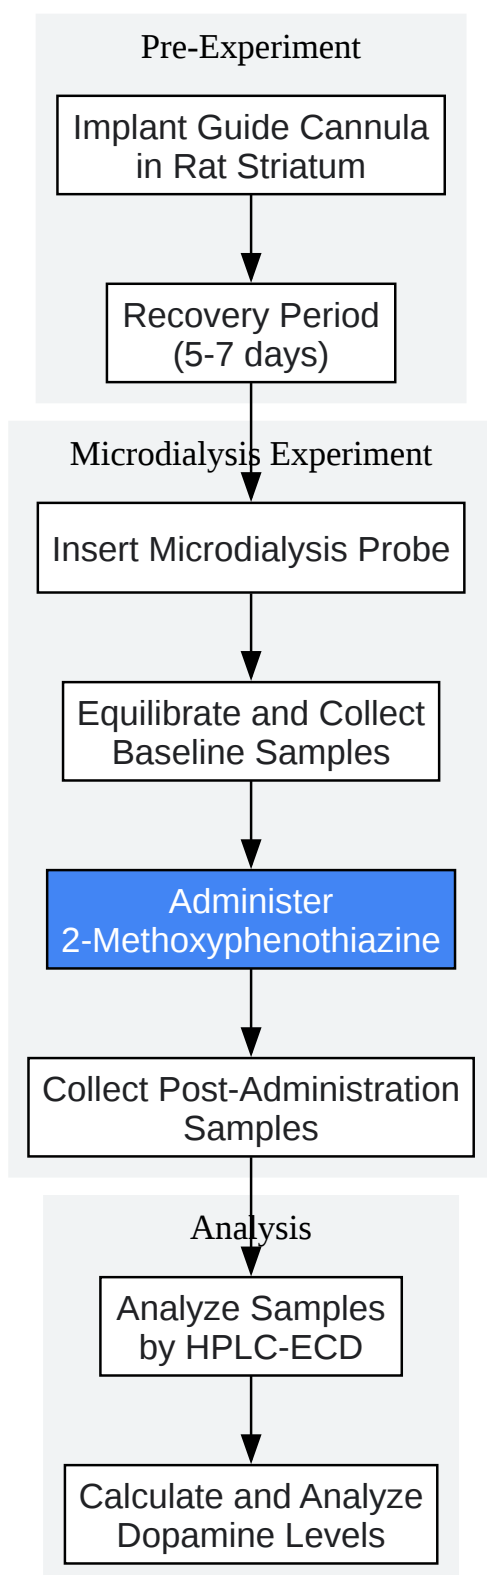 Pre-Experiment
Implant Guide Cannula
in Rat Striatum
Recovery Period
(5-7 days)
Microdialysis Experiment
Insert Microdialysis Probe
Equilibrate and Collect
Baseline Samples
Administer
2-Methoxyphenothiazine
Collect Post-Administration
Samples
Analysis
Analyze Samples
by HPLC-ECD
Calculate and Analyze
Dopamine Levels